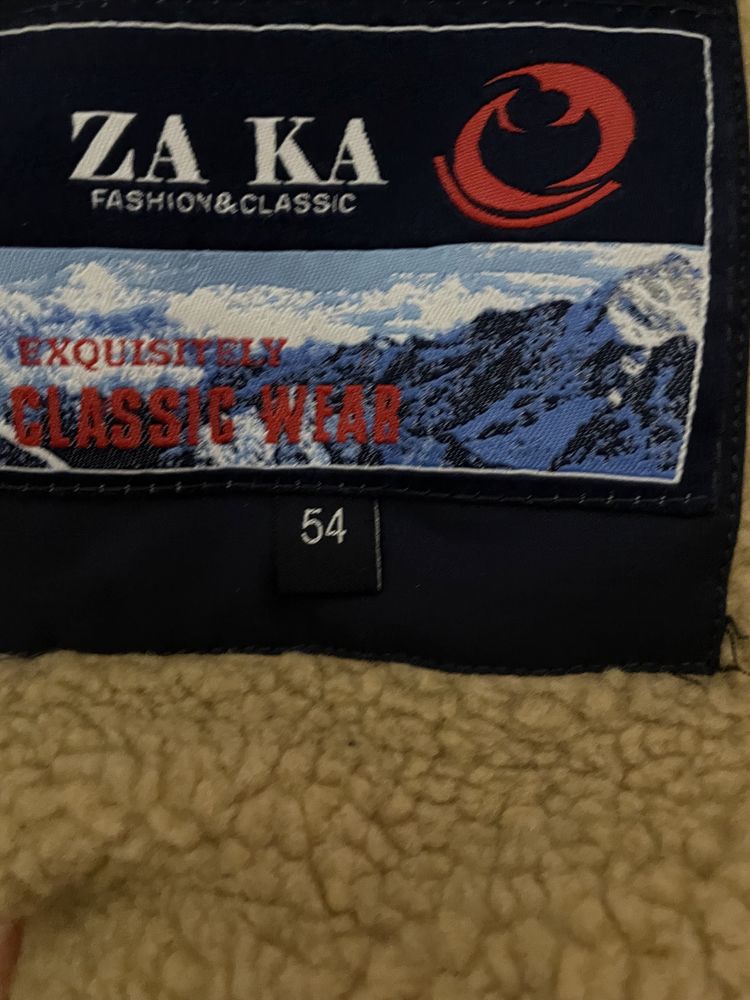 ZA KA
FASHION&CLASSIC
EXQUISITELY
CLASSIC WEAR
54